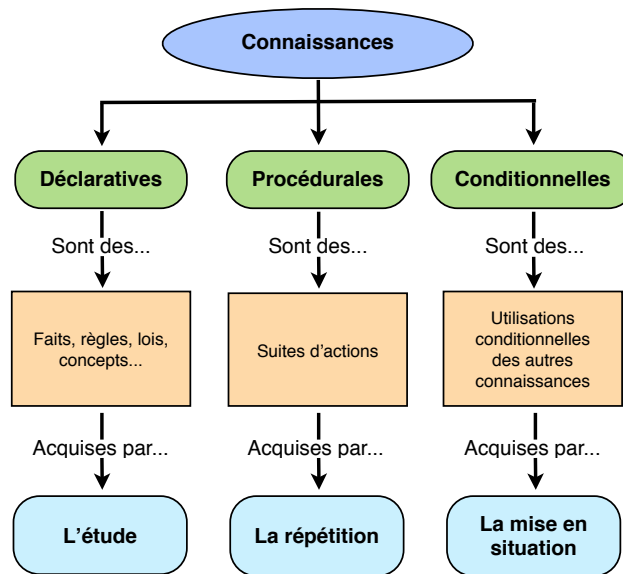 Connaissances
Déclaratives
Procédurales
Conditionnelles
Sont des...
Sont des...
Sont des...
Faits, règles, lois,
concepts...
Suites d’actions
Utilisations
conditionnelles
des autres
connaissances
Acquises par...
Acquises par...
Acquises par...
L’étude
La répétition
La mise en
situation